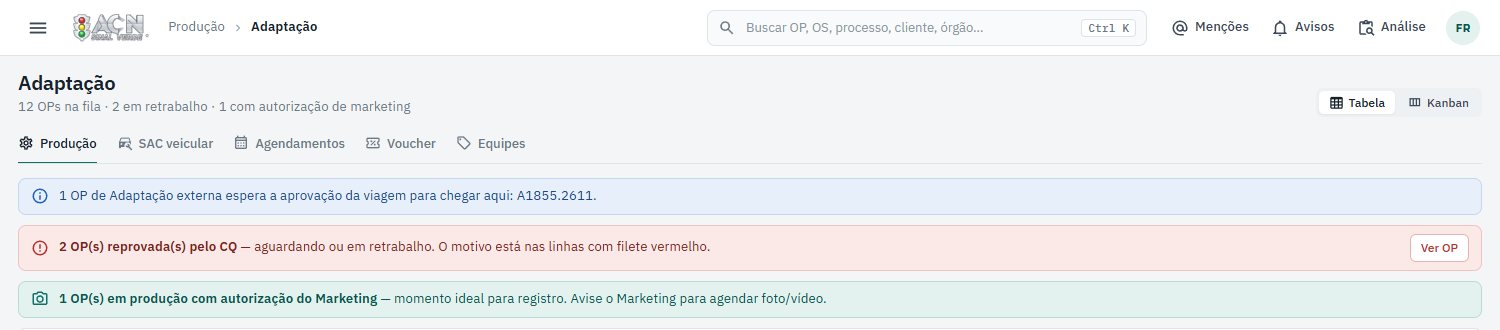 ACN
SINAL VERDE
Produção › Adaptação
Buscar OP, OS, processo, cliente, órgão... Ctrl K
Menções
Avisos
Análise
FR
Adaptação
12 OPs na fila · 2 em retrabalho · 1 com autorização de marketing
Tabela
Kanban
Produção
SAC veicular
Agendamentos
Voucher
Equipes
1 OP de Adaptação externa espera a aprovação da viagem para chegar aqui: A1855.2611.
2 OP(s) reprovada(s) pelo CQ — aguardando ou em retrabalho. O motivo está nas linhas com filete vermelho.
Ver OP
1 OP(s) em produção com autorização do Marketing — momento ideal para registro. Avise o Marketing para agendar foto/vídeo.